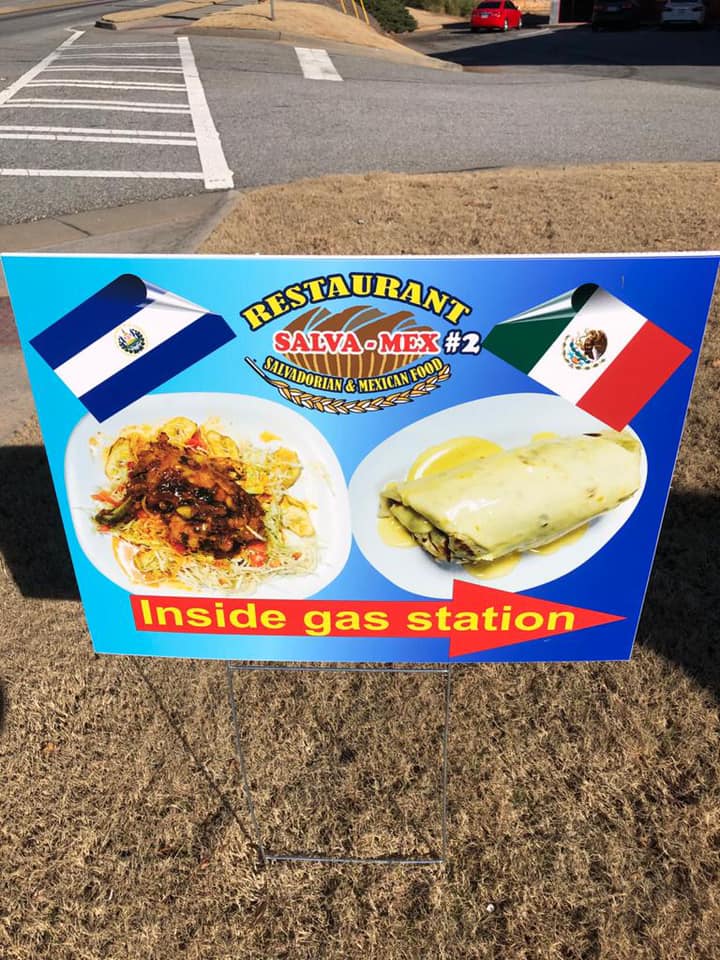 RESTAURANT
SALVA-MEX #2
SALVADORIAN & MEXICAN FOOD
Inside gas station